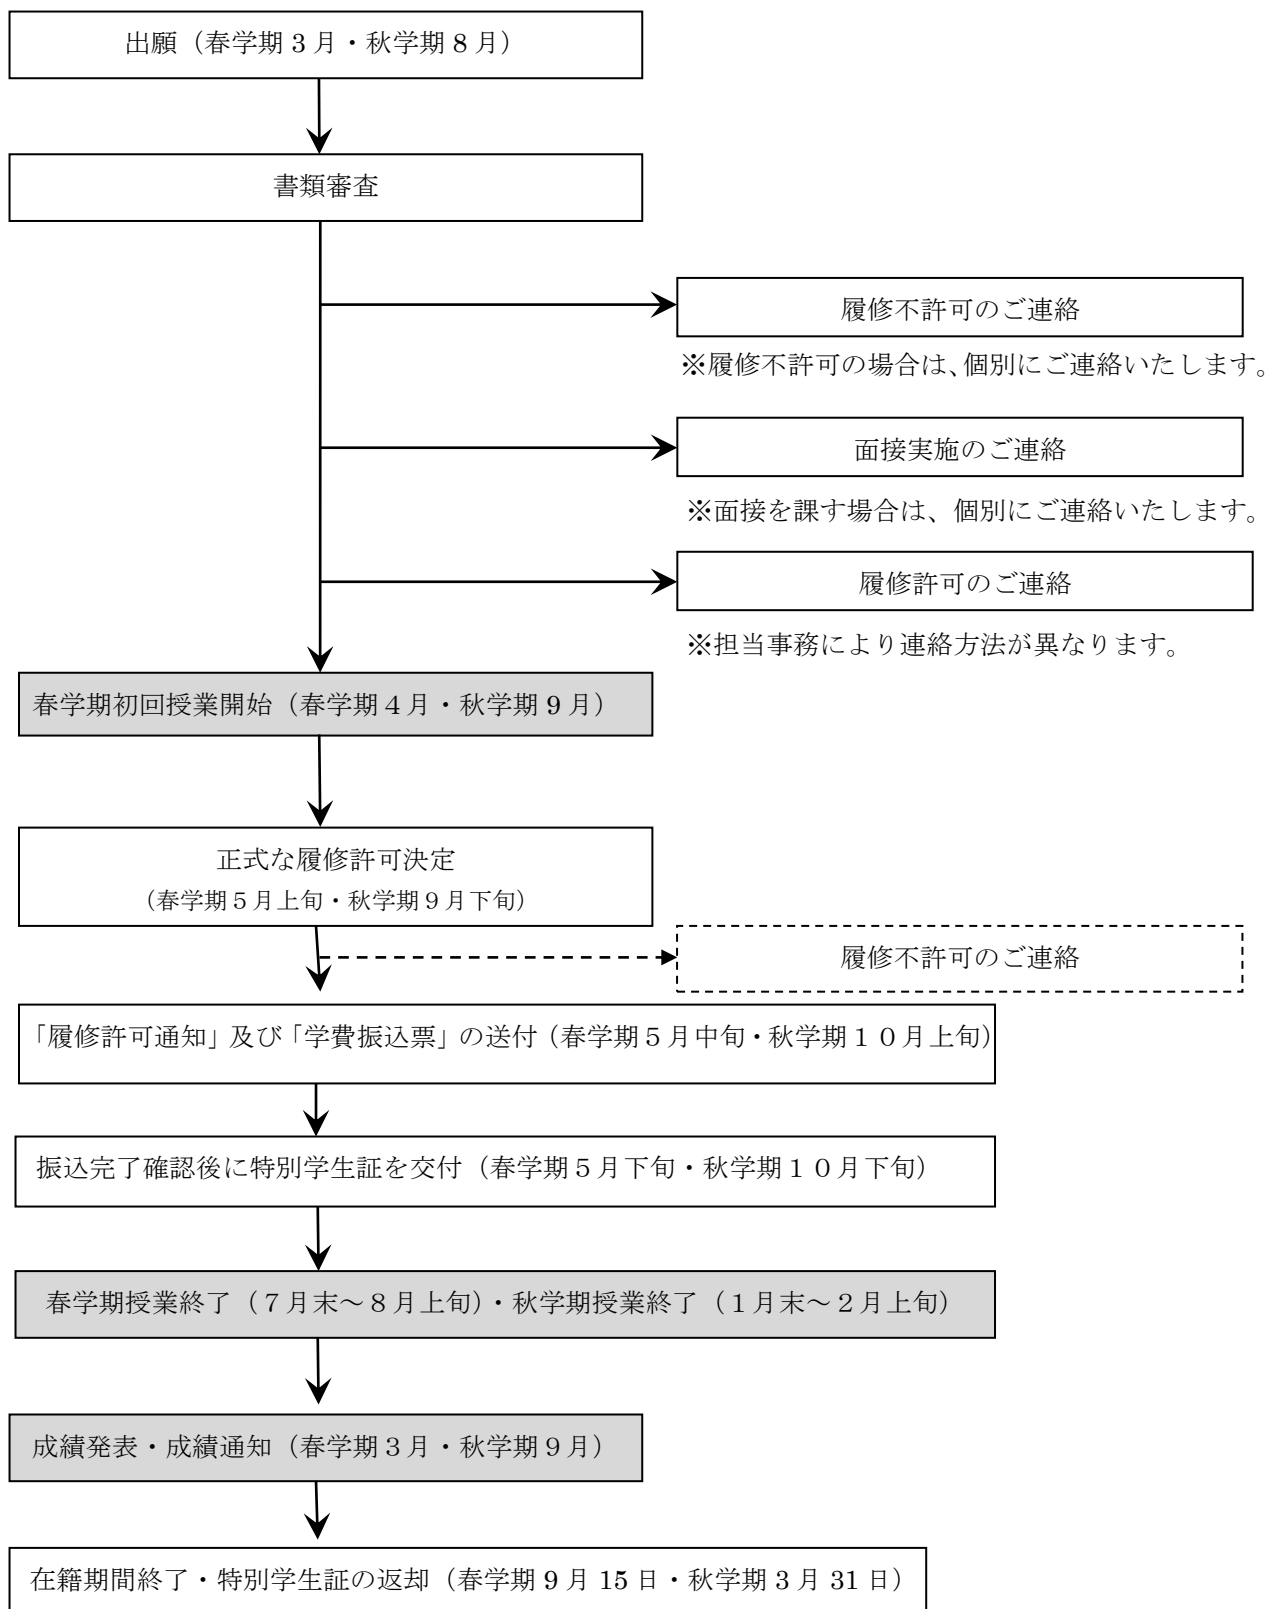 出願（春学期 3 月・秋学期 8 月）
書類審査
履修不許可のご連絡
※履修不許可の場合は、個別にご連絡いたします。
面接実施のご連絡
※面接を課す場合は、個別にご連絡いたします。
履修許可のご連絡
※担当事務により連絡方法が異なります。
春学期初回授業開始（春学期４月・秋学期 9 月）
正式な履修許可決定
（春学期５月上旬・秋学期９月下旬）
履修不許可のご連絡
「履修許可通知」及び「学費振込票」の送付（春学期５月中旬・秋学期１０月上旬）
振込完了確認後に特別学生証を交付（春学期５月下旬・秋学期１０月下旬）
春学期授業終了（７月末～８月上旬）・秋学期授業終了（１月末～２月上旬）
成績発表・成績通知（春学期３月・秋学期９月）
在籍期間終了・特別学生証の返却（春学期 9 月 15 日・秋学期 3 月 31 日）